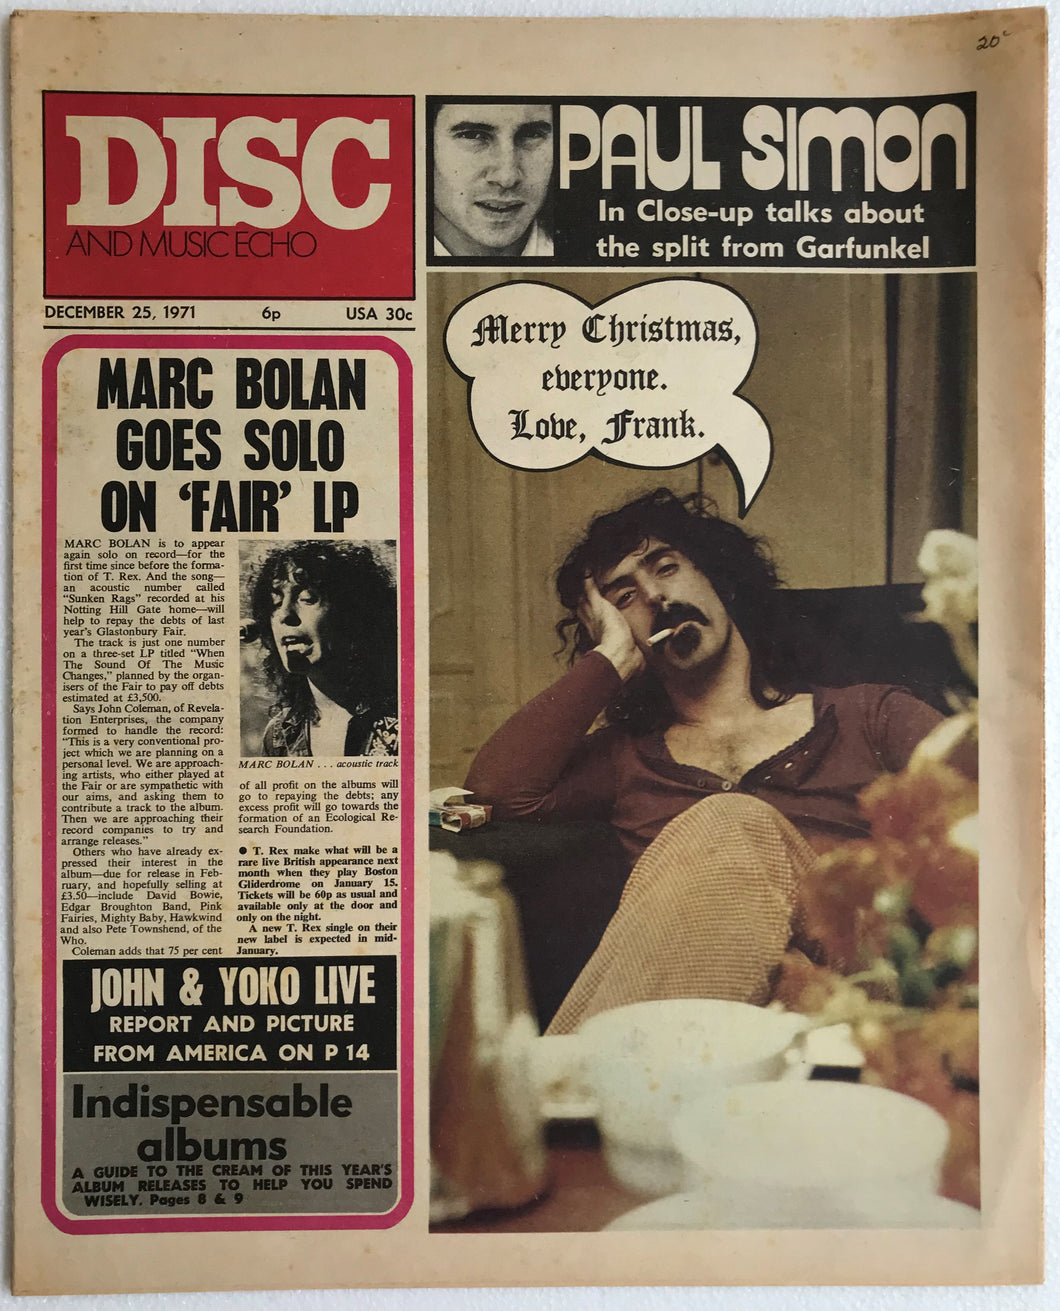 20c
DISC
AND MUSIC ECHO
DECEMBER 25, 1971 6p USA 30c
PAUL SIMON
In Close-up talks about
the split from Garfunkel
Merry Christmas,
everyone.
Love, Frank.
MARC BOLAN
GOES SOLO
ON ‘FAIR’ LP
MARC BOLAN is to appear
again solo on record—for the
first time since before the forma-
tion of T. Rex. And the song—
an acoustic number called
“Sunken Rags” recorded at his
Notting Hill Gate home—will
help to repay the debts of last
year's Glastonbury Fair.
The track is just one number
on a three-set LP titled “When
The Sound Of The Music
Changes,” planned by the organ-
isers of the Fair to pay off debts
estimated at £3,500.
Says John Coleman, of Revela-
tion Enterprises, the company
formed to handle the record:
“This is a very conventional pro-
ject which we are planning on a
personal level. We are approach-
ing artists, who either played at
the Fair or are sympathetic with
our aims, and asking them to
contribute a track to the album.
Then we are approaching their
record companies to try and
arrange releases.”
Others who have already ex-
pressed their interest in the
album—due for release in Feb-
ruary, and hopefully selling at
£3.50—include David Bowie,
Edgar Broughton Band, Pink
Fairies, Mighty Baby, Hawkwind
and also Pete Townshend, of the
Who.
Coleman adds that 75 per cent
MARC BOLAN . . . acoustic track
of all profit on the albums will
go to repaying the debts; any
excess profit will go towards the
formation of an Ecological Re-
search Foundation.
● T. Rex make what will be a
rare live British appearance next
month when they play Boston
Gliderdrome on January 15.
Tickets will be 60p as usual and
available only at the door and
only on the night.
A new T. Rex single on their
new label is expected in mid-
January.
JOHN & YOKO LIVE
REPORT AND PICTURE
FROM AMERICA ON P 14
Indispensable
albums
A GUIDE TO THE CREAM OF THIS YEAR'S
ALBUM RELEASES TO HELP YOU SPEND
WISELY. Pages 8 & 9